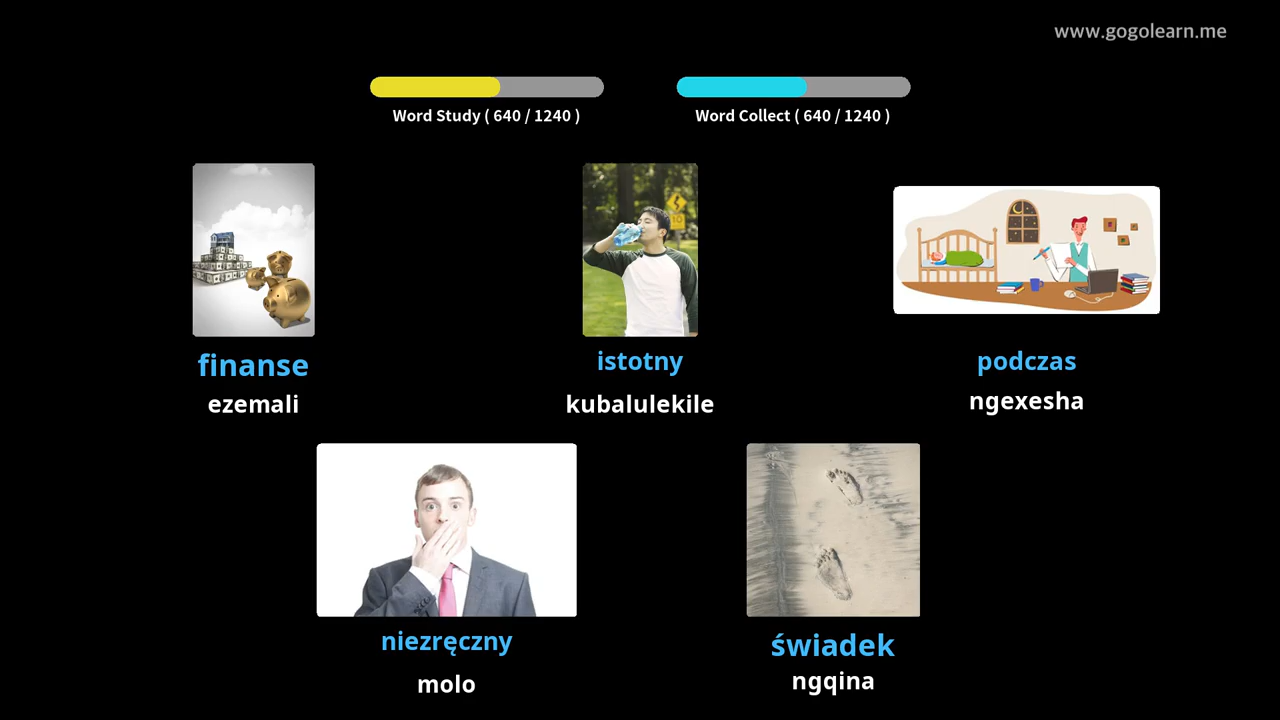 www.gogolearn.me
Word Study ( 640 / 1240 )
Word Collect ( 640 / 1240 )
finanse
ezemali
istotny
kubalulekile
podczas
ngexesha
niezręczny
molo
świadek
ngqina